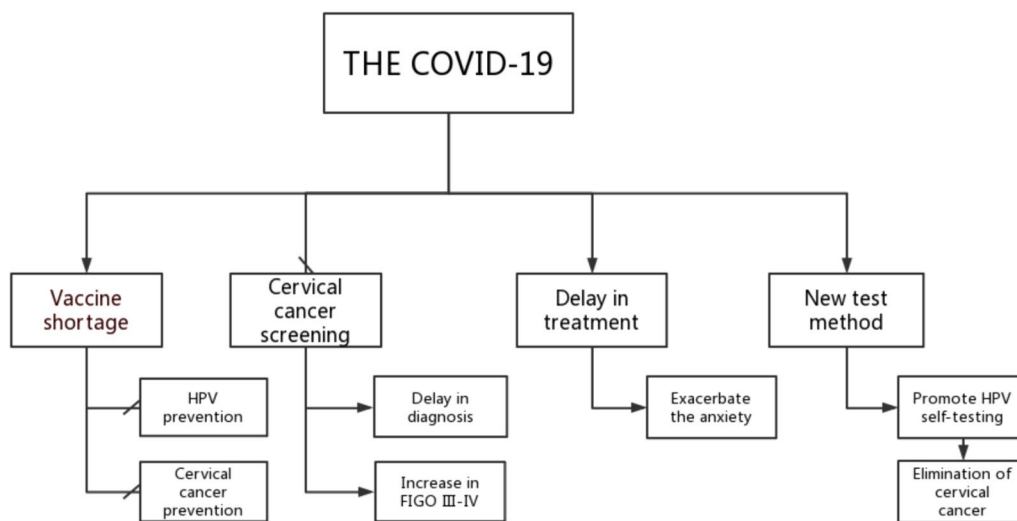 THE COVID-19
Vaccine
shortage
Cervical
cancer
screening
Delay in
treatment
New test
method
HPV
prevention
Delay in
diagnosis
Exacerbate
the anxiety
Promote HPV
self-testing
Cervical
cancer
prevention
Increase in
FIGO III-IV
Elimination of
cervical
cancer